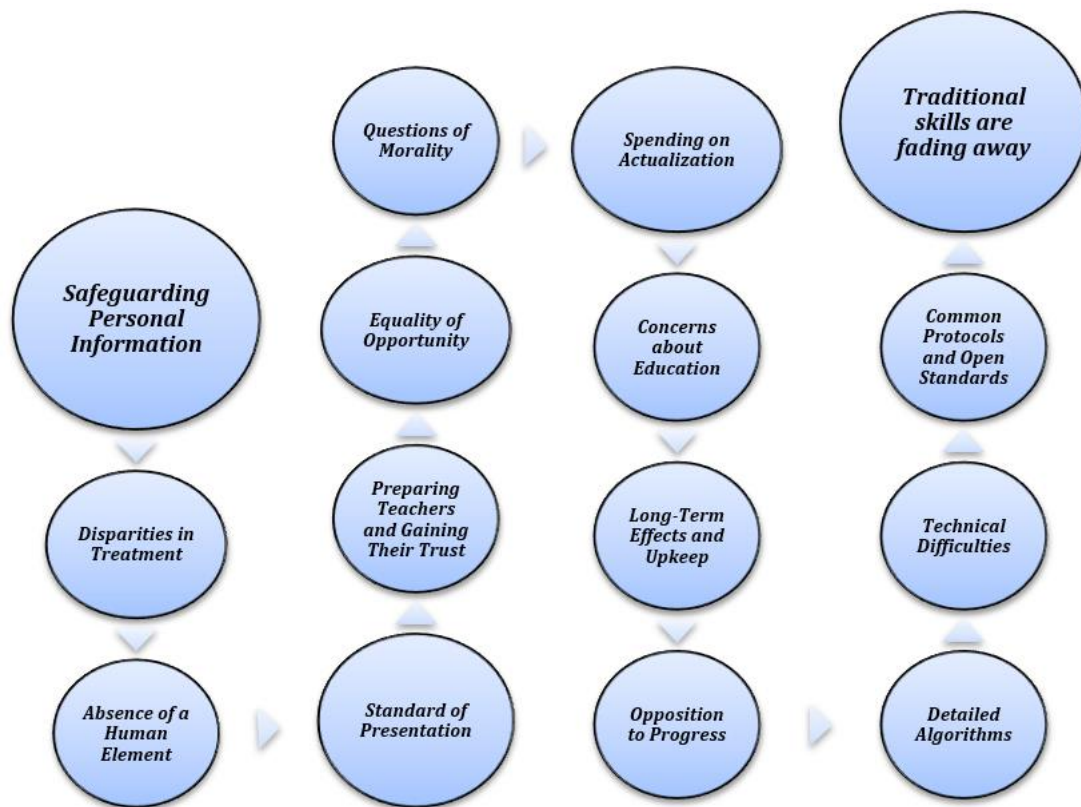 Safeguarding
Personal
Information
Disparities in
Treatment
Absence of a
Human
Element
Standard of
Presentation
Preparing
Teachers
and Gaining
Their Trust
Equality of
Opportunity
Questions of
Morality
Spending on
Actualization
Concerns
about
Education
Long-Term
Effects and
Upkeep
Opposition
to Progress
Detailed
Algorithms
Technical
Difficulties
Common
Protocols
and Open
Standards
Traditional
skills are
fading away